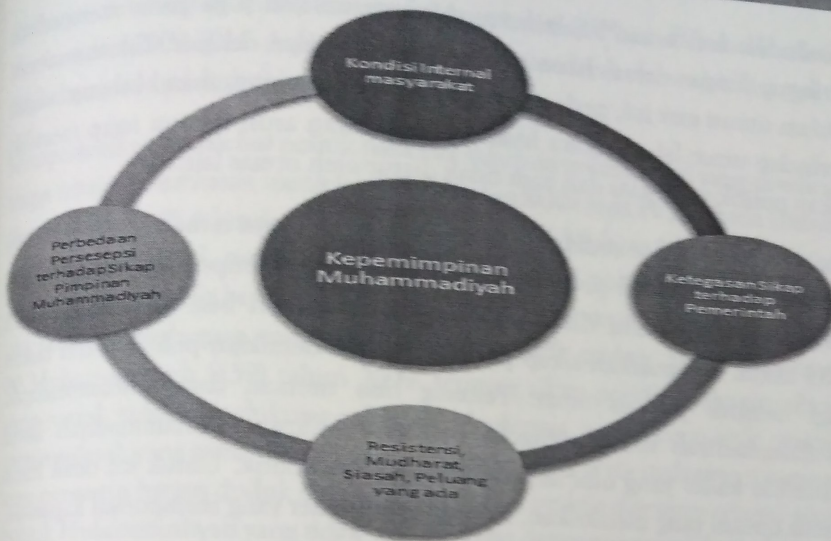 Kondisi Internal
masyarakat
Perbedaan
Persesepsi
terhadap Sikap
Pimpinan
Muhammadiyah
Kepemimpinan
Muhammadiyah
Ketegasan Sikap
terhadap
Pemerintah
Resistensi,
Mudharat,
Siasah, Peluang
yang ada